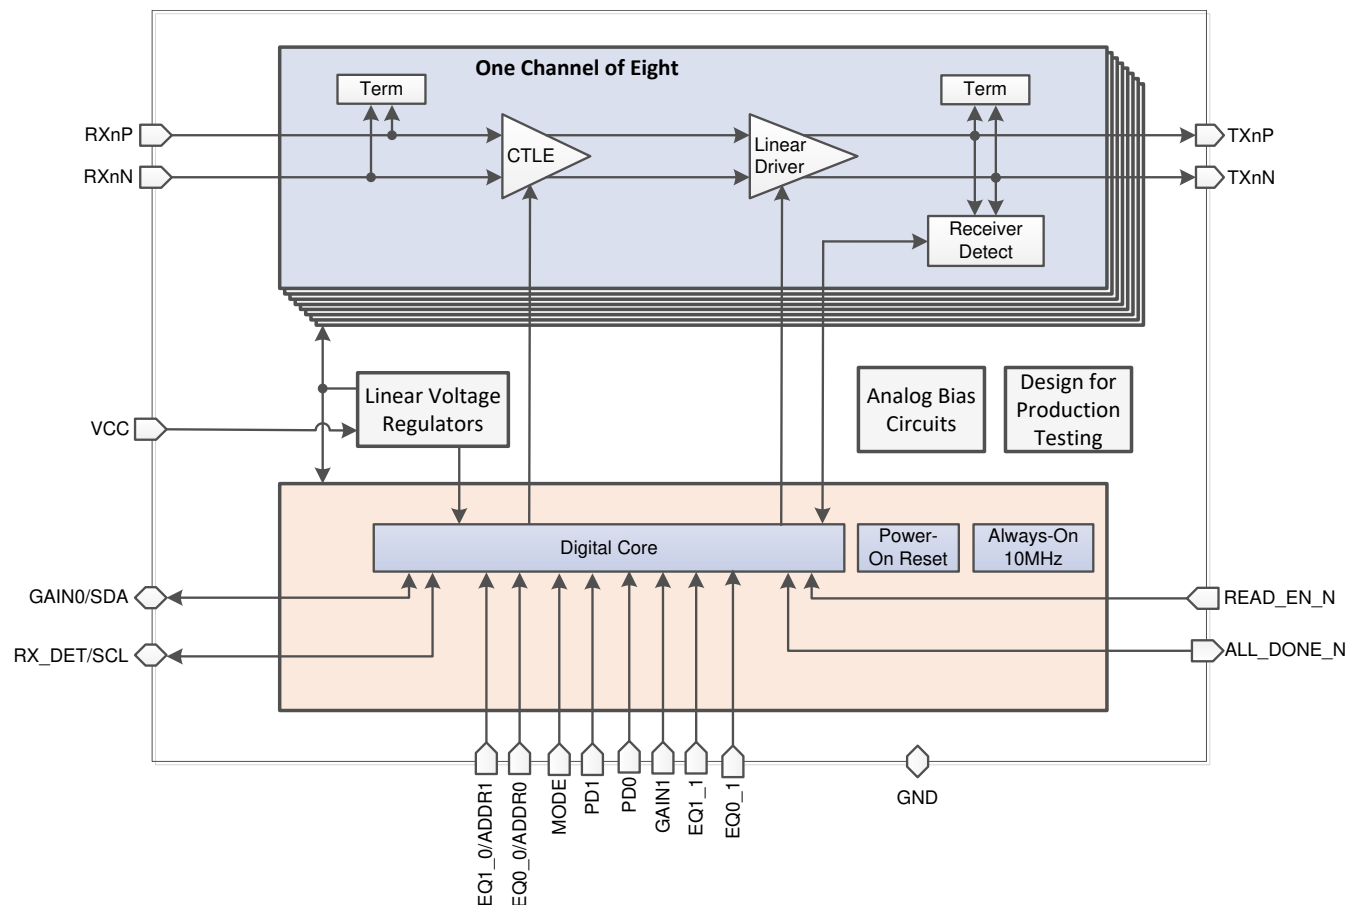 One Channel of Eight
Term
Term
RXnP
TXnP
CTLE
Linear
Driver
RXnN
TXnN
Receiver
Detect
Linear Voltage
Regulators
Analog Bias
Circuits
Design for
Production
Testing
VCC
Digital Core
Power-
On Reset
Always-On
10MHz
GAIN0/SDA
READ_EN_N
RX_DET/SCL
ALL_DONE_N
EQ1_0/ADDR1
EQ0_0/ADDR0
MODE
PD1
PD0
GAIN1
EQ1_1
EQ0_1
GND